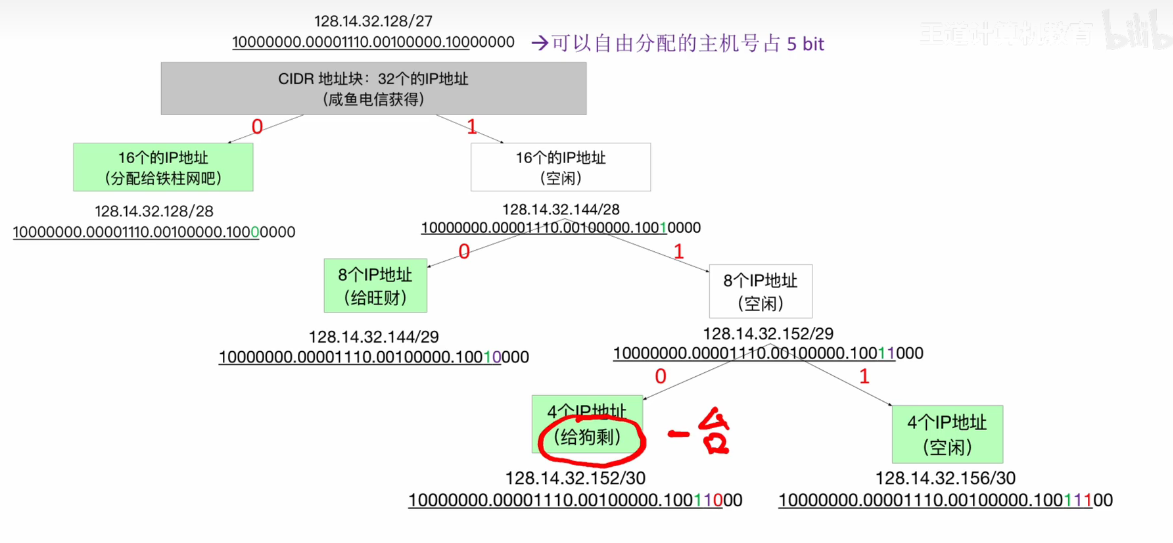 128.14.32.128/27
10000000.00001110.00100000.10000000 →可以自由分配的主机号占 5 bit
王道计算机教育 bilibili
CIDR 地址块：32个的IP地址
（咸鱼电信获得）
0 1
16个的IP地址
（分配给铁柱网吧）
16个的IP地址
（空闲）
128.14.32.128/28
10000000.00001110.00100000.10000000
128.14.32.144/28
10000000.00001110.00100000.10010000
0 1
8个IP地址
（给旺财）
8个IP地址
（空闲）
128.14.32.144/29
10000000.00001110.00100000.10010000
128.14.32.152/29
10000000.00001110.00100000.10011000
0 1
4个IP地址
（给狗剩）
一台
4个IP地址
（空闲）
128.14.32.152/30
10000000.00001110.00100000.10011000
128.14.32.156/30
10000000.00001110.00100000.10011100